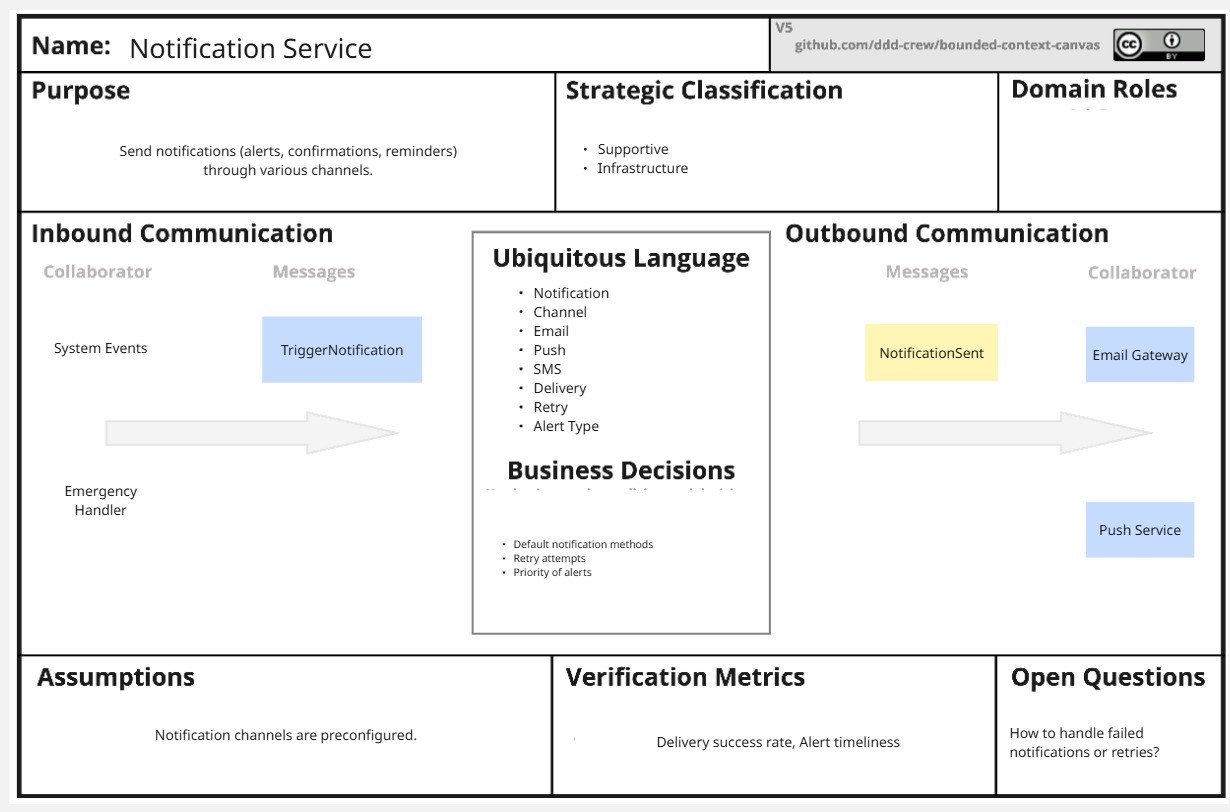 Name: Notification Service
V5
github.com/ddd-crew/bounded-context-canvas
cc
BY
Purpose
Send notifications (alerts, confirmations, reminders)
through various channels.
Strategic Classification
• Supportive
• Infrastructure
Domain Roles
Inbound Communication
Collaborator
Messages
System Events
TriggerNotification
Emergency
Handler
Ubiquitous Language
• Notification
• Channel
• Email
• Push
• SMS
• Delivery
• Retry
• Alert Type
Business Decisions
• Default notification methods
• Retry attempts
• Priority of alerts
Outbound Communication
Messages
Collaborator
NotificationSent
Email Gateway
Push Service
Assumptions
Notification channels are preconfigured.
Verification Metrics
Delivery success rate, Alert timeliness
Open Questions
How to handle failed
notifications or retries?